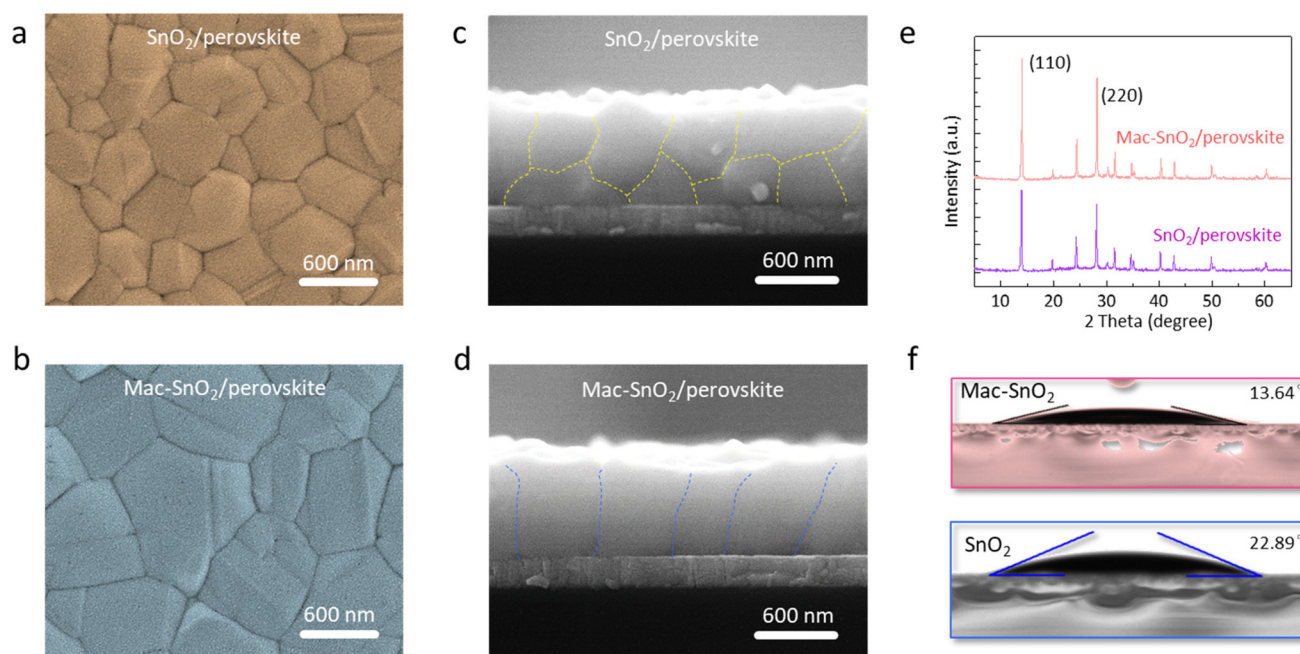 a
SnO₂/perovskite
600 nm
b
Mac-SnO₂/perovskite
600 nm
c
SnO₂/perovskite
600 nm
d
Mac-SnO₂/perovskite
600 nm
e
(110)
(220)
Mac-SnO₂/perovskite
SnO₂/perovskite
Intensity (a.u.)
10 20 30 40 50 60
2 Theta (degree)
f
Mac-SnO₂
13.64°
SnO₂
22.89°